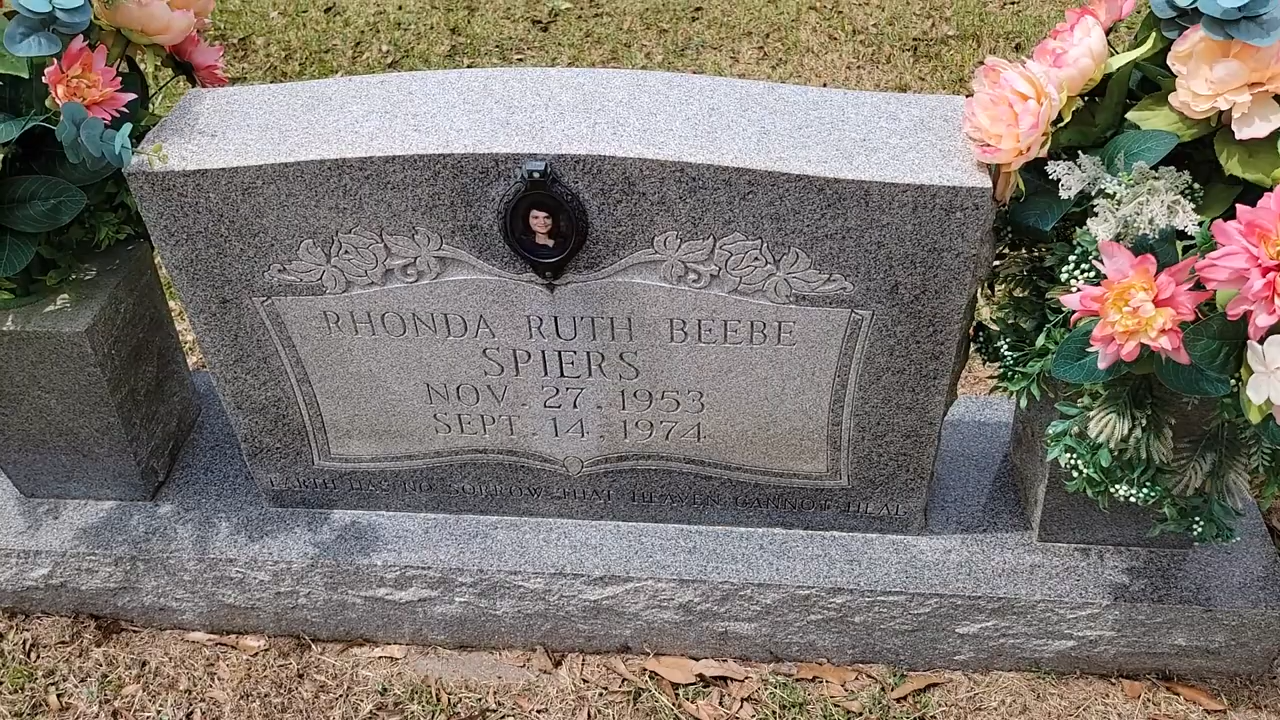 RHONDA RUTH BEEBE
SPIERS
NOV. 27, 1953
SEPT. 14, 1974
EARTH HAS NO SORROW THAT HEAVEN CANNOT HEAL